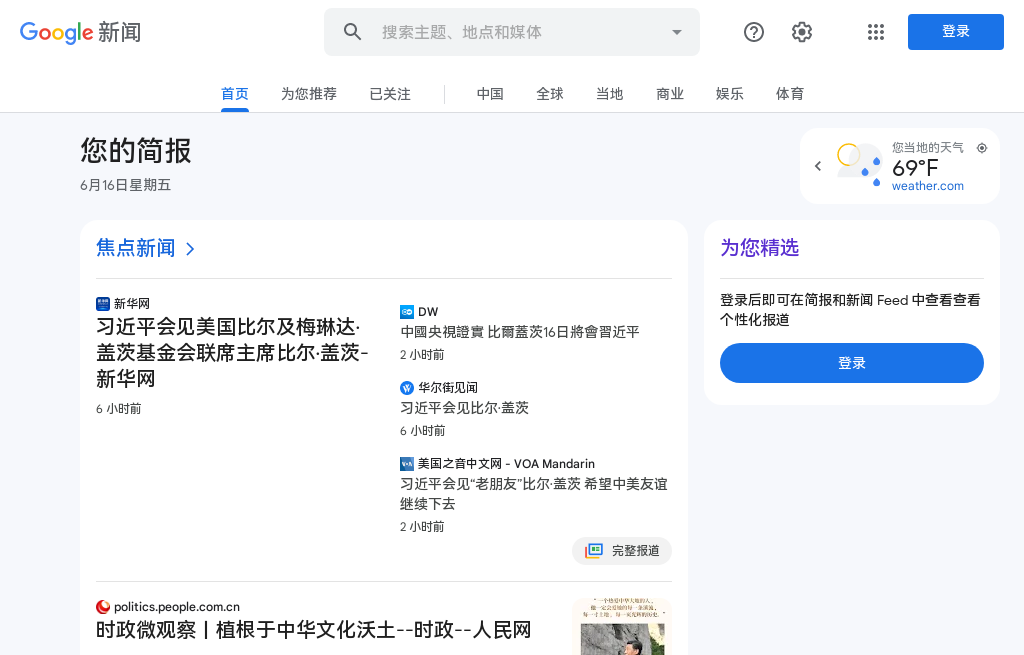 Google 新闻
搜索主题、地点和媒体
登录
首页
为您推荐
已关注
中国
全球
当地
商业
娱乐
体育
您的简报
6月16日星期五
您当地的天气
69°F
weather.com
焦点新闻
新华网
习近平会见美国比尔及梅琳达·
盖茨基金会联席主席比尔·盖茨-
新华网
6 小时前
DW
中國央視證實 比爾蓋茨16日將會習近平
2 小时前
华尔街见闻
习近平会见比尔·盖茨
6 小时前
美国之音中文网 - VOA Mandarin
习近平会见“老朋友”比尔·盖茨 希望中美友谊
继续下去
2 小时前
完整报道
为您精选
登录后即可在简报和新闻 Feed 中查看查看
个性化报道
登录
politics.people.com.cn
时政微观察丨植根于中华文化沃土--时政--人民网